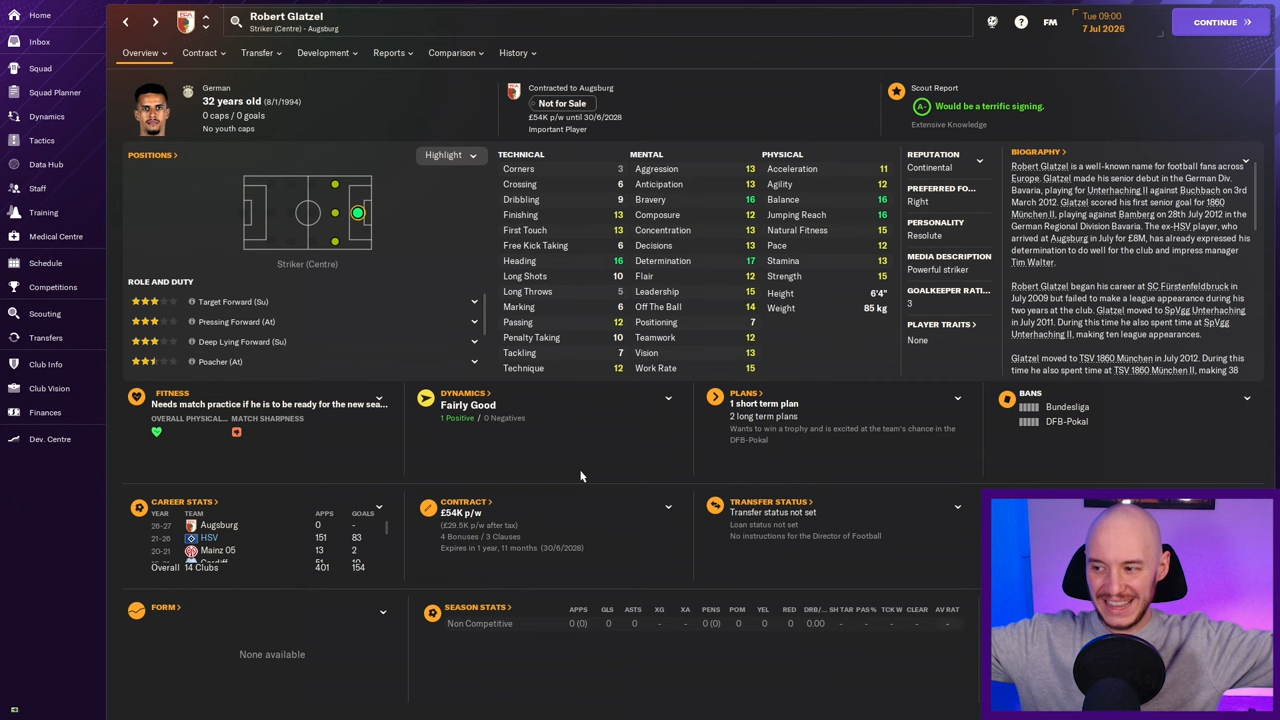 Home
Inbox
Squad
Squad Planner
Dynamics
Tactics
Data Hub
Staff
Training
Medical Centre
Schedule
Competitions
Scouting
Transfers
Club Info
Club Vision
Finances
Dev. Centre
Robert Glatzel
Striker (Centre) - Augsburg
FM
Tue 09:00
7 Jul 2026
CONTINUE
Overview
Contract
Transfer
Development
Reports
Comparison
History
German
32 years old (8/1/1994)
0 caps / 0 goals
No youth caps
Contracted to Augsburg
Not for Sale
£54K p/w until 30/6/2028
Important Player
Scout Report
A- Would be a terrific signing.
Extensive Knowledge
POSITIONS >
Highlight
Striker (Centre)
ROLE AND DUTY
Target Forward (Su)
Pressing Forward (At)
Deep Lying Forward (Su)
Poacher (At)
TECHNICAL
Corners 3
Crossing 6
Dribbling 9
Finishing 13
First Touch 13
Free Kick Taking 6
Heading 16
Long Shots 10
Long Throws 5
Marking 6
Passing 12
Penalty Taking 10
Tackling 7
Technique 12
MENTAL
Aggression 13
Anticipation 13
Bravery 16
Composure 12
Concentration 13
Decisions 13
Determination 17
Flair 12
Leadership 15
Off The Ball 14
Positioning 7
Teamwork 12
Vision 13
Work Rate 15
PHYSICAL
Acceleration 11
Agility 12
Balance 16
Jumping Reach 16
Natural Fitness 15
Pace 12
Stamina 13
Strength 15
Height 6'4"
Weight 85 kg
REPUTATION
Continental
PREFERRED FO...
Right
PERSONALITY
Resolute
MEDIA DESCRIPTION
Powerful striker
GOALKEEPER RATI...
3
PLAYER TRAITS >
None
BIOGRAPHY >
Robert Glatzel is a well-known name for football fans across
Europe. Glatzel made his senior debut in the German Div.
Bavaria, playing for Unterhaching II against Buchbach on 3rd
March 2012. Glatzel scored his first senior goal for 1860
München II, playing against Bamberg on 28th July 2012 in the
German Regional Division Bavaria. The ex-HSV player, who
arrived at Augsburg in July for £8M, has already expressed his
determination to do well for the club and impress manager
Tim Walter.
Robert Glatzel began his career at SC Fürstenfeldbruck in
July 2009 but failed to make a league appearance during his
two years at the club. Glatzel moved to SpVgg Unterhaching
in July 2011. During this time he also spent time at SpVgg
Unterhaching II, making ten league appearances.
Glatzel moved to TSV 1860 München in July 2012. During this
time he also spent time at TSV 1860 München II, making 38
FITNESS
Needs match practice if he is to be ready for the new sea...
OVERALL PHYSICAL... MATCH SHARPNESS
DYNAMICS
Fairly Good
1 Positive / 0 Negatives
PLANS >
1 short term plan
2 long term plans
Wants to win a trophy and is excited at the team's chance in the
DFB-Pokal
BANS
Bundesliga
DFB-Pokal
CAREER STATS >
YEAR TEAM APPS GOALS
26-27 Augsburg 0 -
21-26 HSV 151 83
20-21 Mainz 05 13 2
Overall 14 Clubs 401 154
CONTRACT >
£54K p/w
(£29.5K p/w after tax)
4 Bonuses / 3 Clauses
Expires in 1 year, 11 months (30/6/2028)
TRANSFER STATUS >
Transfer status not set
Loan status not set
No instructions for the Director of Football
FORM >
None available
SEASON STATS >
APPS GLS ASTS XG XA PENS POM YEL RED DRB/... SH TAR PAS % TCK W CLEAR AV RAT
Non Competitive 0 (0) 0 0 - - 0 (0) 0 0 0 0.00 - - - - -